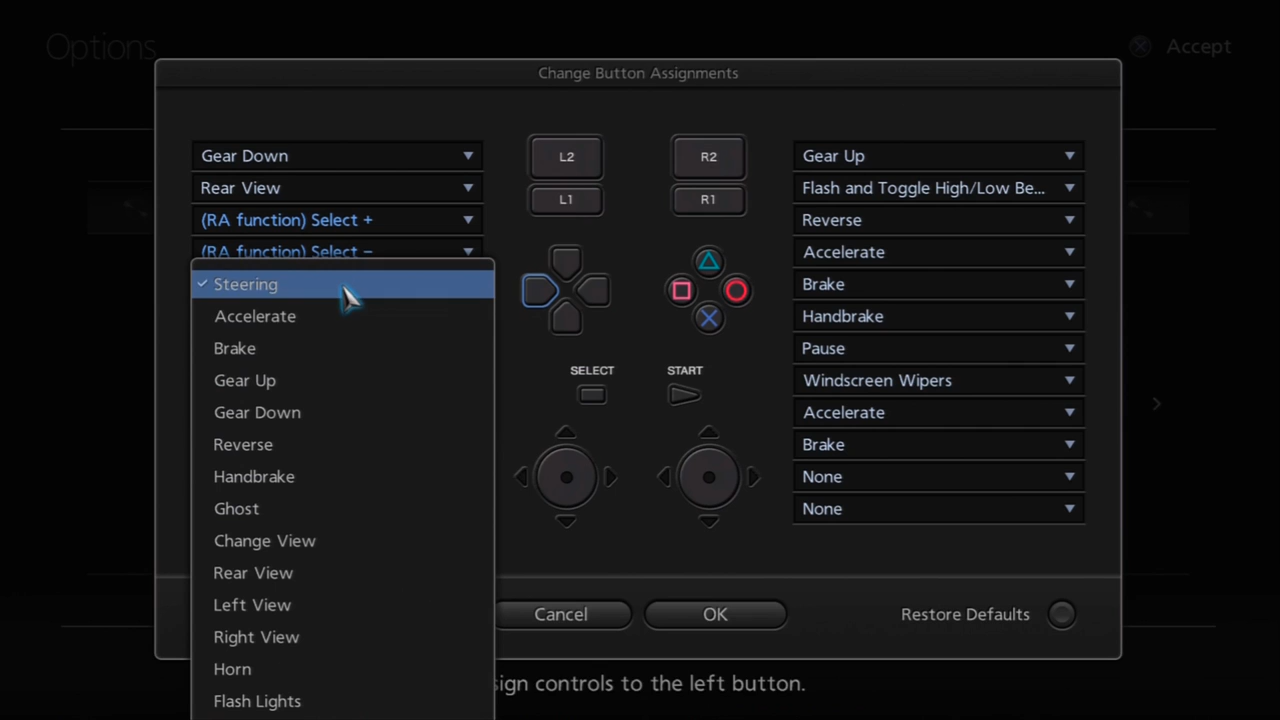 Options
Accept
Change Button Assignments
Gear Down
Rear View
(RA function) Select +
(RA function) Select −
Steering
Accelerate
Brake
Gear Up
Gear Down
Reverse
Handbrake
Ghost
Change View
Rear View
Left View
Right View
Horn
Flash Lights
L2
L1
R2
R1
SELECT
START
Gear Up
Flash and Toggle High/Low Be...
Reverse
Accelerate
Brake
Handbrake
Pause
Windscreen Wipers
Accelerate
Brake
None
None
Cancel
OK
Restore Defaults
sign controls to the left button.